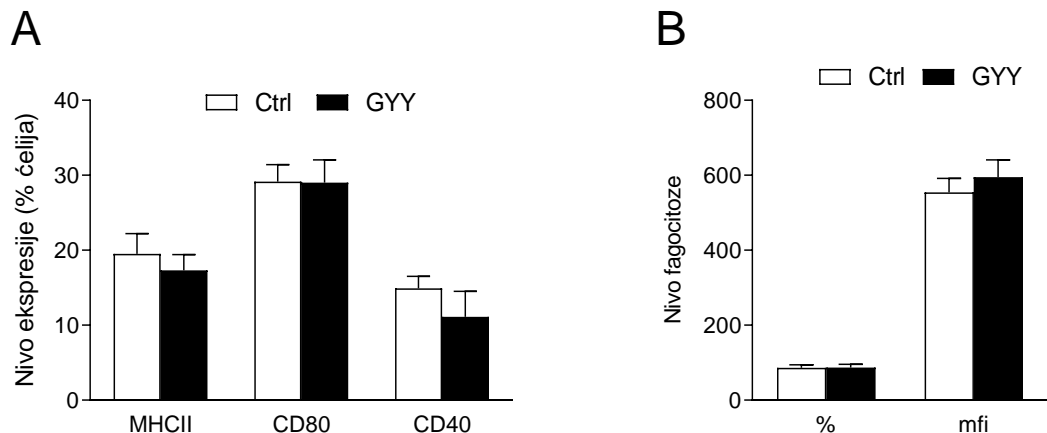 A
Nivo ekspresije (% ćelija)
Ctrl GYY
40
30
20
10
0
MHCII CD80 CD40
B
Nivo fagocitoze
Ctrl GYY
800
600
400
200
0
% mfi